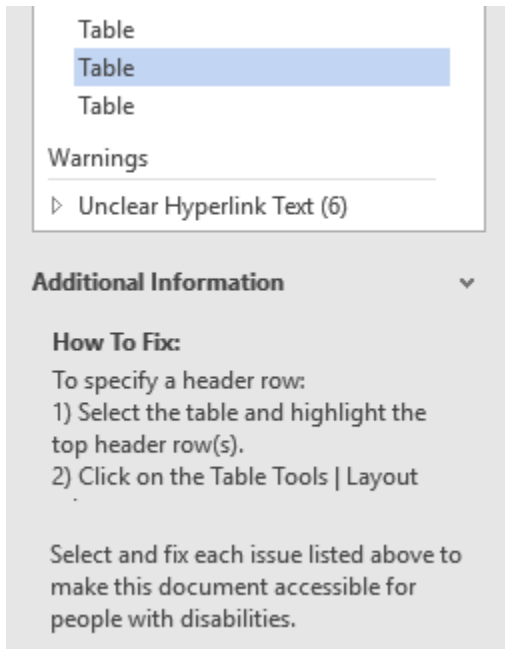 Table
Table
Table
Warnings
Unclear Hyperlink Text (6)
Additional Information
How To Fix:
To specify a header row:
1) Select the table and highlight the
top header row(s).
2) Click on the Table Tools | Layout
Select and fix each issue listed above to
make this document accessible for
people with disabilities.